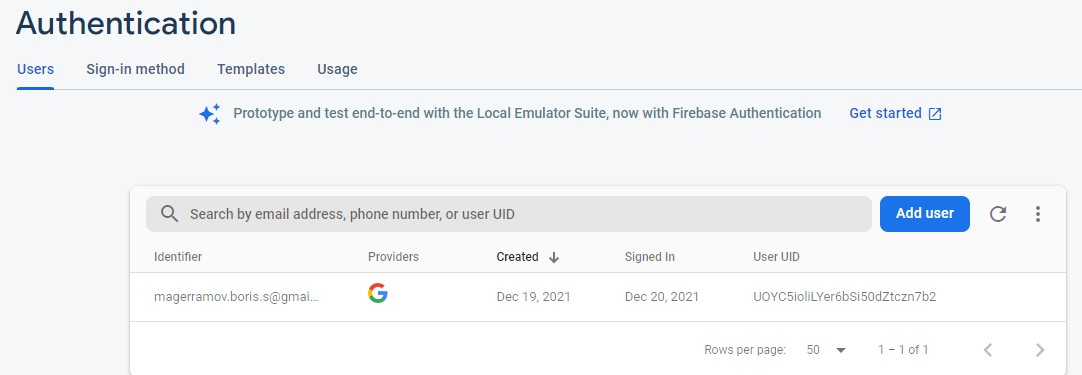 Authentication
Users Sign-in method Templates Usage
Prototype and test end-to-end with the Local Emulator Suite, now with Firebase Authentication Get started
Search by email address, phone number, or user UID Add user
Identifier Providers Created Signed In User UID
magerramov.boris.s@gmai... Dec 19, 2021 Dec 20, 2021 UOYC5ioliLYer6bSi50dZtczn7b2
Rows per page: 50 1 – 1 of 1